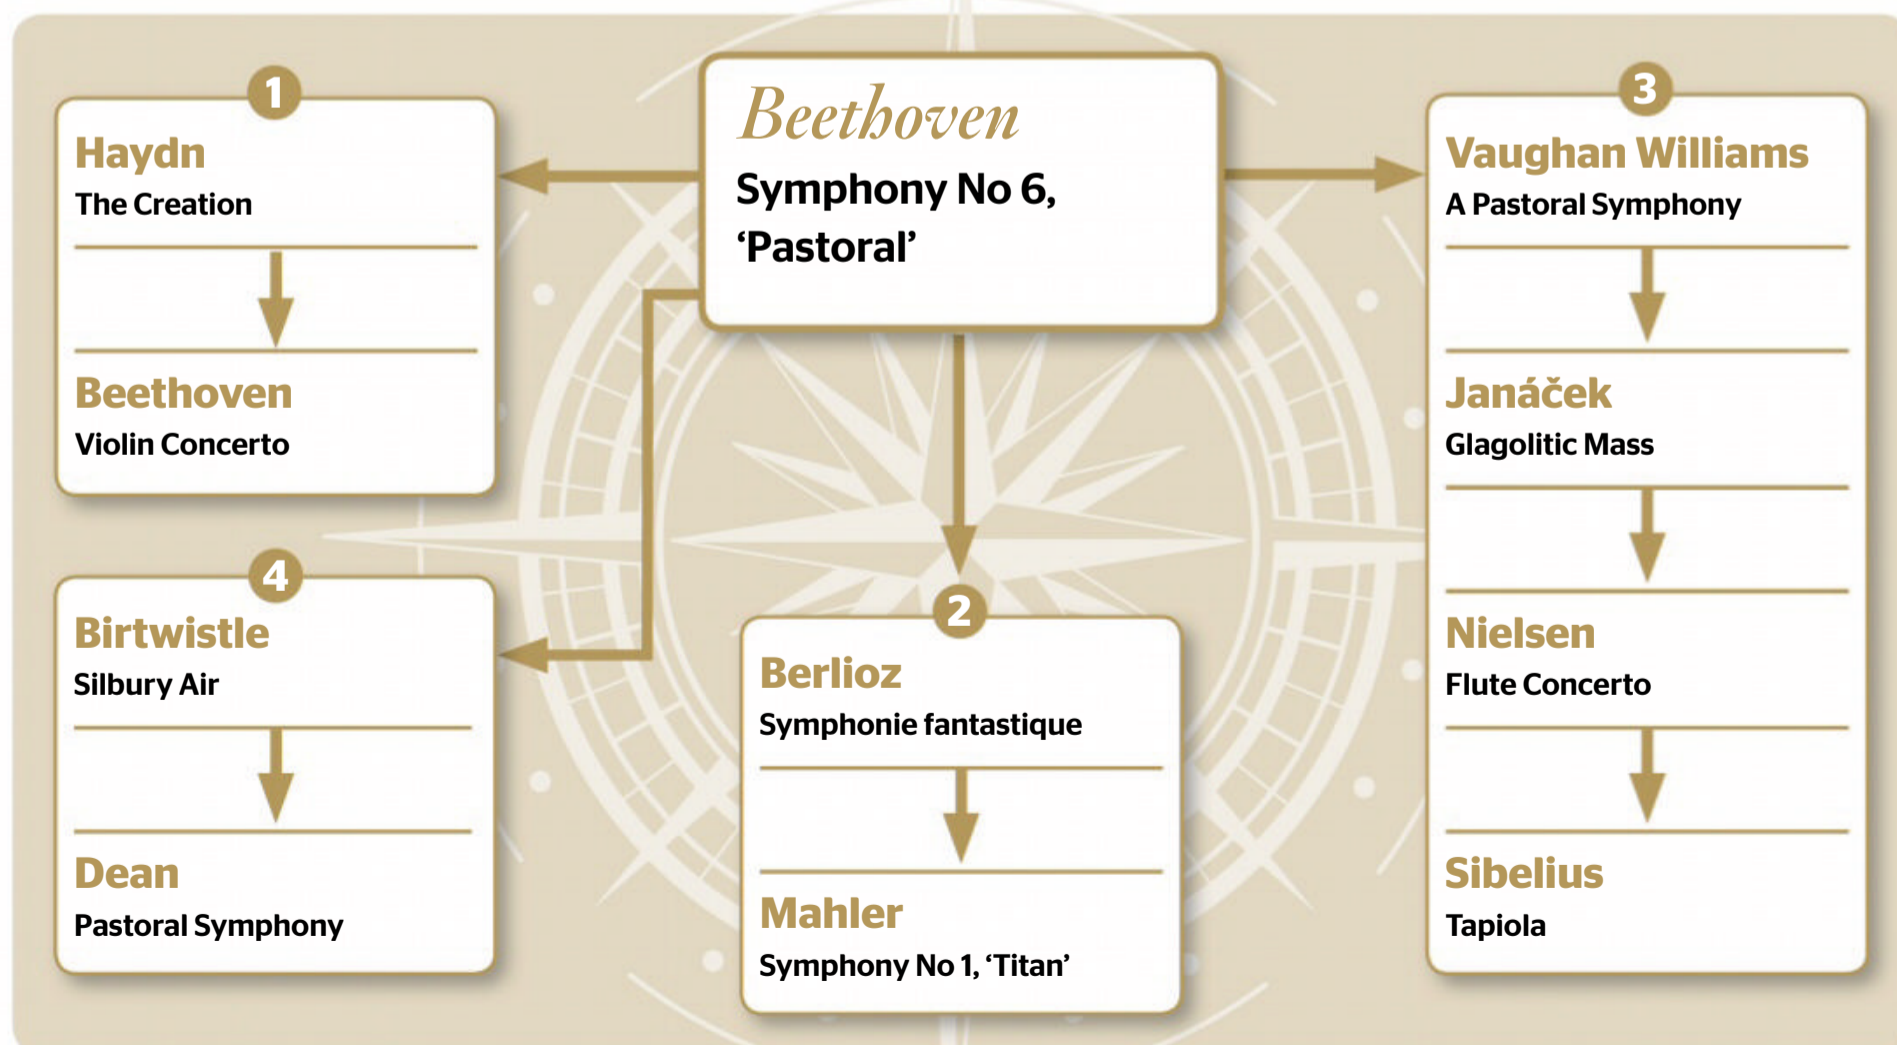 Beethoven
Symphony No 6,
‘Pastoral’
1
Haydn
The Creation
Beethoven
Violin Concerto
2
Berlioz
Symphonie fantastique
Mahler
Symphony No 1, ‘Titan’
3
Vaughan Williams
A Pastoral Symphony
Janáček
Glagolitic Mass
Nielsen
Flute Concerto
Sibelius
Tapiola
4
Birtwistle
Silbury Air
Dean
Pastoral Symphony